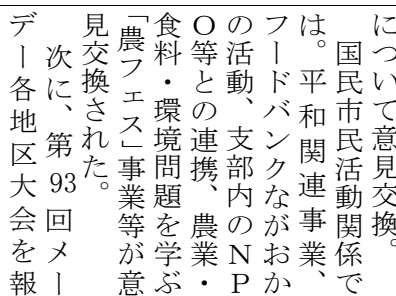 について意見交換。
　国民市民活動関係で
は。平和関連事業、
フードバンクながおか
の活動、支部内のNP
O等との連携、農業・
食料・環境問題を学ぶ
「農フェス」事業等が意
見交換された。
　次に、第93回メー
デー各地区大会を報